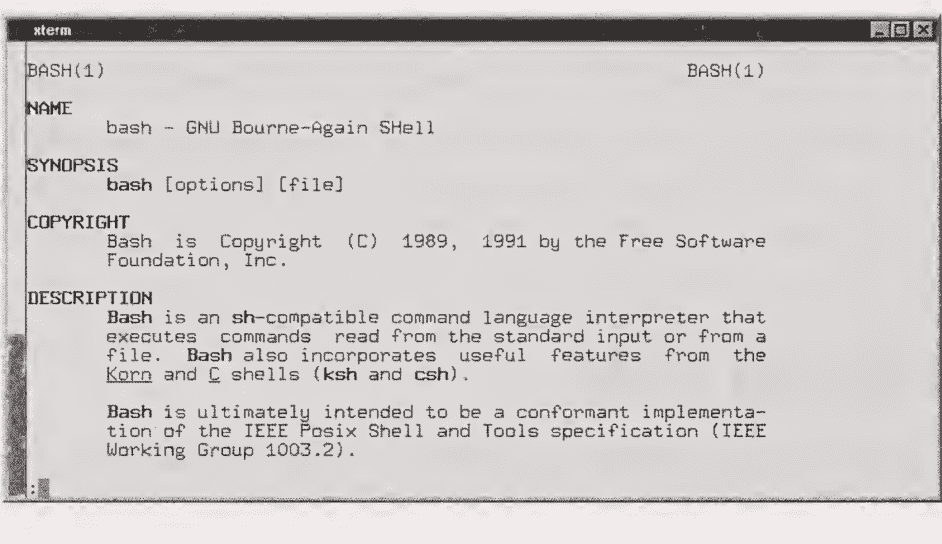 xterm
BASH(1) BASH(1)
NAME
bash - GNU Bourne-Again SHell
SYNOPSIS
bash [options] [file]
COPYRIGHT
Bash is Copyright (C) 1989, 1991 by the Free Software
Foundation, Inc.
DESCRIPTION
Bash is an sh-compatible command language interpreter that
executes commands read from the standard input or from a
file. Bash also incorporates useful features from the
Korn and C shells (ksh and csh).
Bash is ultimately intended to be a conformant implementa-
tion of the IEEE Posix Shell and Tools specification (IEEE
Working Group 1003.2).
: